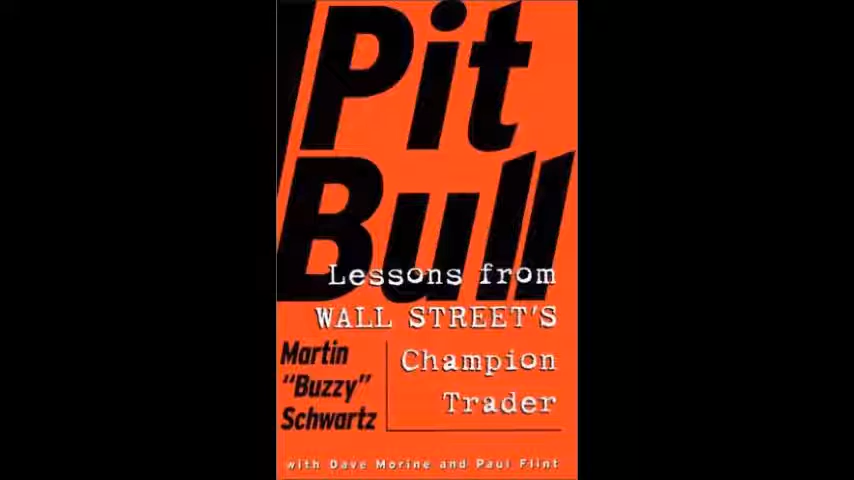 Pit
Bull
Lessons from
WALL STREET'S
Champion
Trader
Martin
"Buzzy"
Schwartz
with Dave Morine and Paul Flint